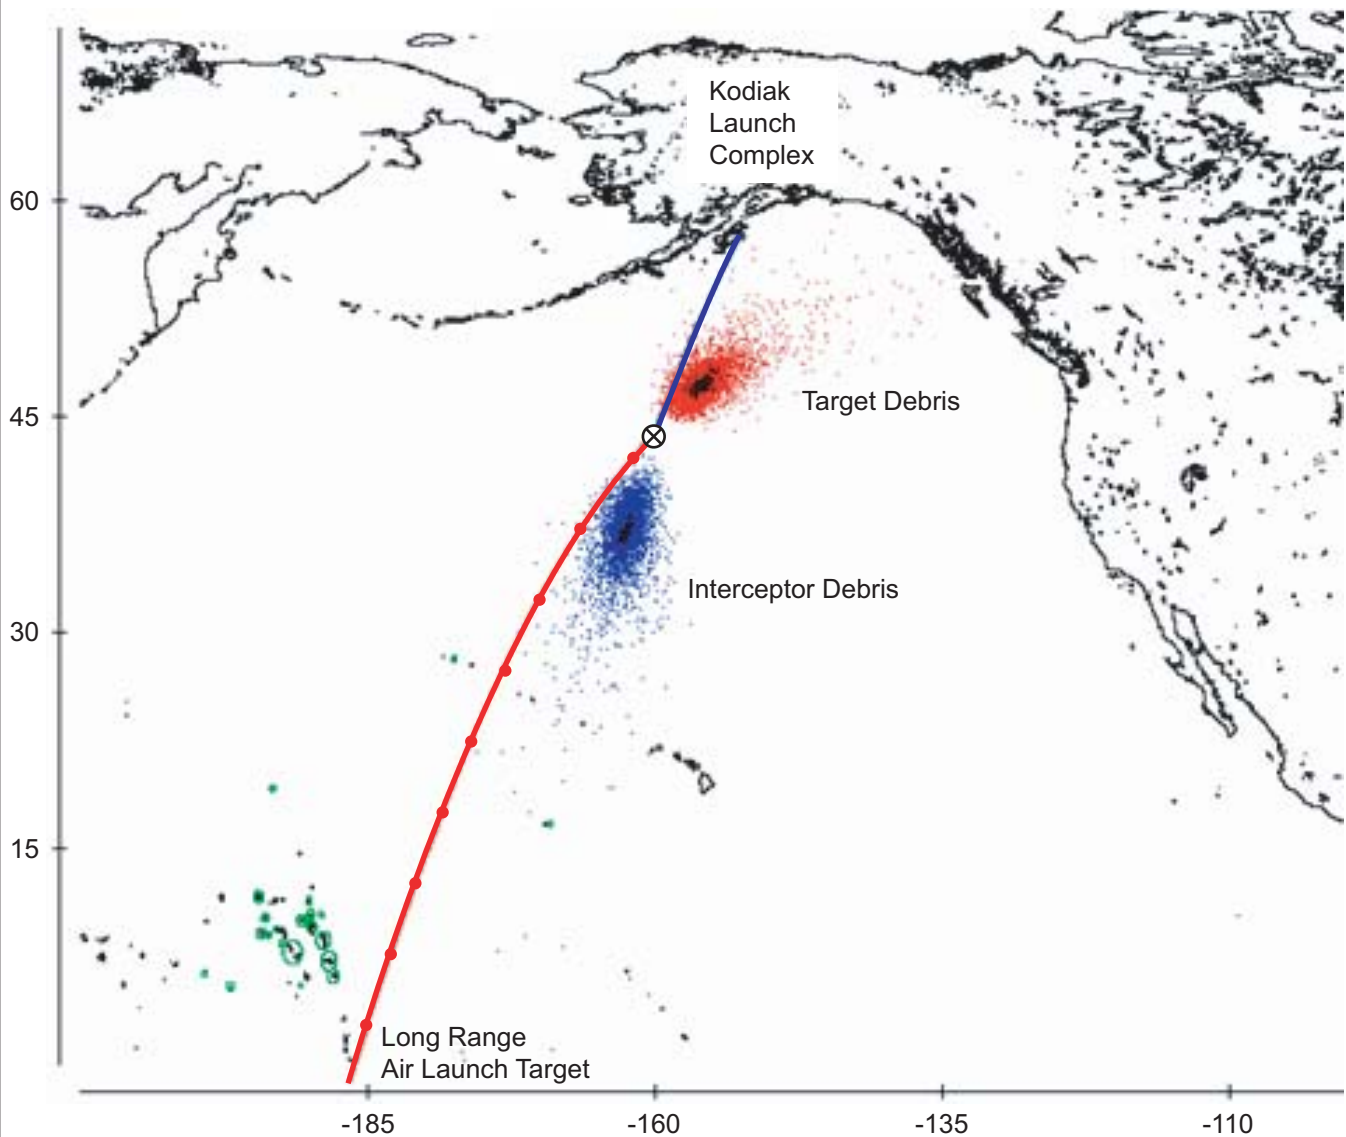 Kodiak
Launch
Complex
60
Target Debris
45
Interceptor Debris
30
15
Long Range
Air Launch Target
-185
-160
-135
-110